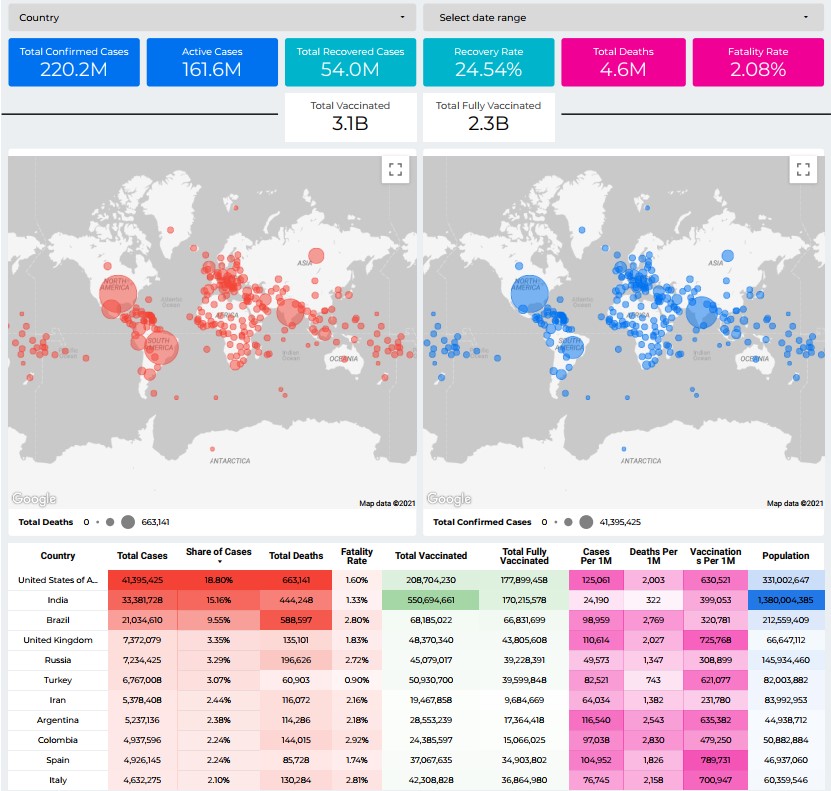 Country
Select date range
Total Confirmed Cases
220.2M
Active Cases
161.6M
Total Recovered Cases
54.0M
Recovery Rate
24.54%
Total Deaths
4.6M
Fatality Rate
2.08%
Total Vaccinated
3.1B
Total Fully Vaccinated
2.3B
NORTH AMERICA
Atlantic Ocean
ASIA
AFRICA
SOUTH AMERICA
Indian Ocean
OCEANIA
ANTARCTICA
Google
Map data ©2021
NORTH AMERICA
Atlantic Ocean
ASIA
AFRICA
SOUTH AMERICA
Indian Ocean
OCEANIA
ANTARCTICA
Google
Map data ©2021
Total Deaths 0 663,141
Total Confirmed Cases 0 41,395,425
Country Total Cases Share of Cases Total Deaths Fatality Rate Total Vaccinated Total Fully Vaccinated Cases Per 1M Deaths Per 1M Vaccinations Per 1M Population
United States of A... 41,395,425 18.80% 663,141 1.60% 208,704,230 177,899,458 125,061 2,003 630,521 331,002,647
India 33,381,728 15.16% 444,248 1.33% 550,694,661 170,215,578 24,190 322 399,053 1,380,004,385
Brazil 21,034,610 9.55% 588,597 2.80% 68,185,022 66,831,699 98,959 2,769 320,781 212,559,409
United Kingdom 7,372,079 3.35% 135,101 1.83% 48,370,340 43,805,608 110,614 2,027 725,768 66,647,112
Russia 7,234,425 3.29% 196,626 2.72% 45,079,017 39,228,391 49,573 1,347 308,899 145,934,460
Turkey 6,767,008 3.07% 60,903 0.90% 50,930,700 39,599,848 82,521 743 621,077 82,003,882
Iran 5,378,408 2.44% 116,072 2.16% 19,467,858 9,684,669 64,034 1,382 231,780 83,992,953
Argentina 5,237,136 2.38% 114,286 2.18% 28,553,239 17,364,418 116,540 2,543 635,382 44,938,712
Colombia 4,937,596 2.24% 144,015 2.92% 24,385,597 15,066,025 97,038 2,830 479,250 50,882,884
Spain 4,926,145 2.24% 85,728 1.74% 37,067,635 34,903,802 104,952 1,826 789,731 46,937,060
Italy 4,632,275 2.10% 130,284 2.81% 42,308,828 36,864,980 76,745 2,158 700,947 60,359,546